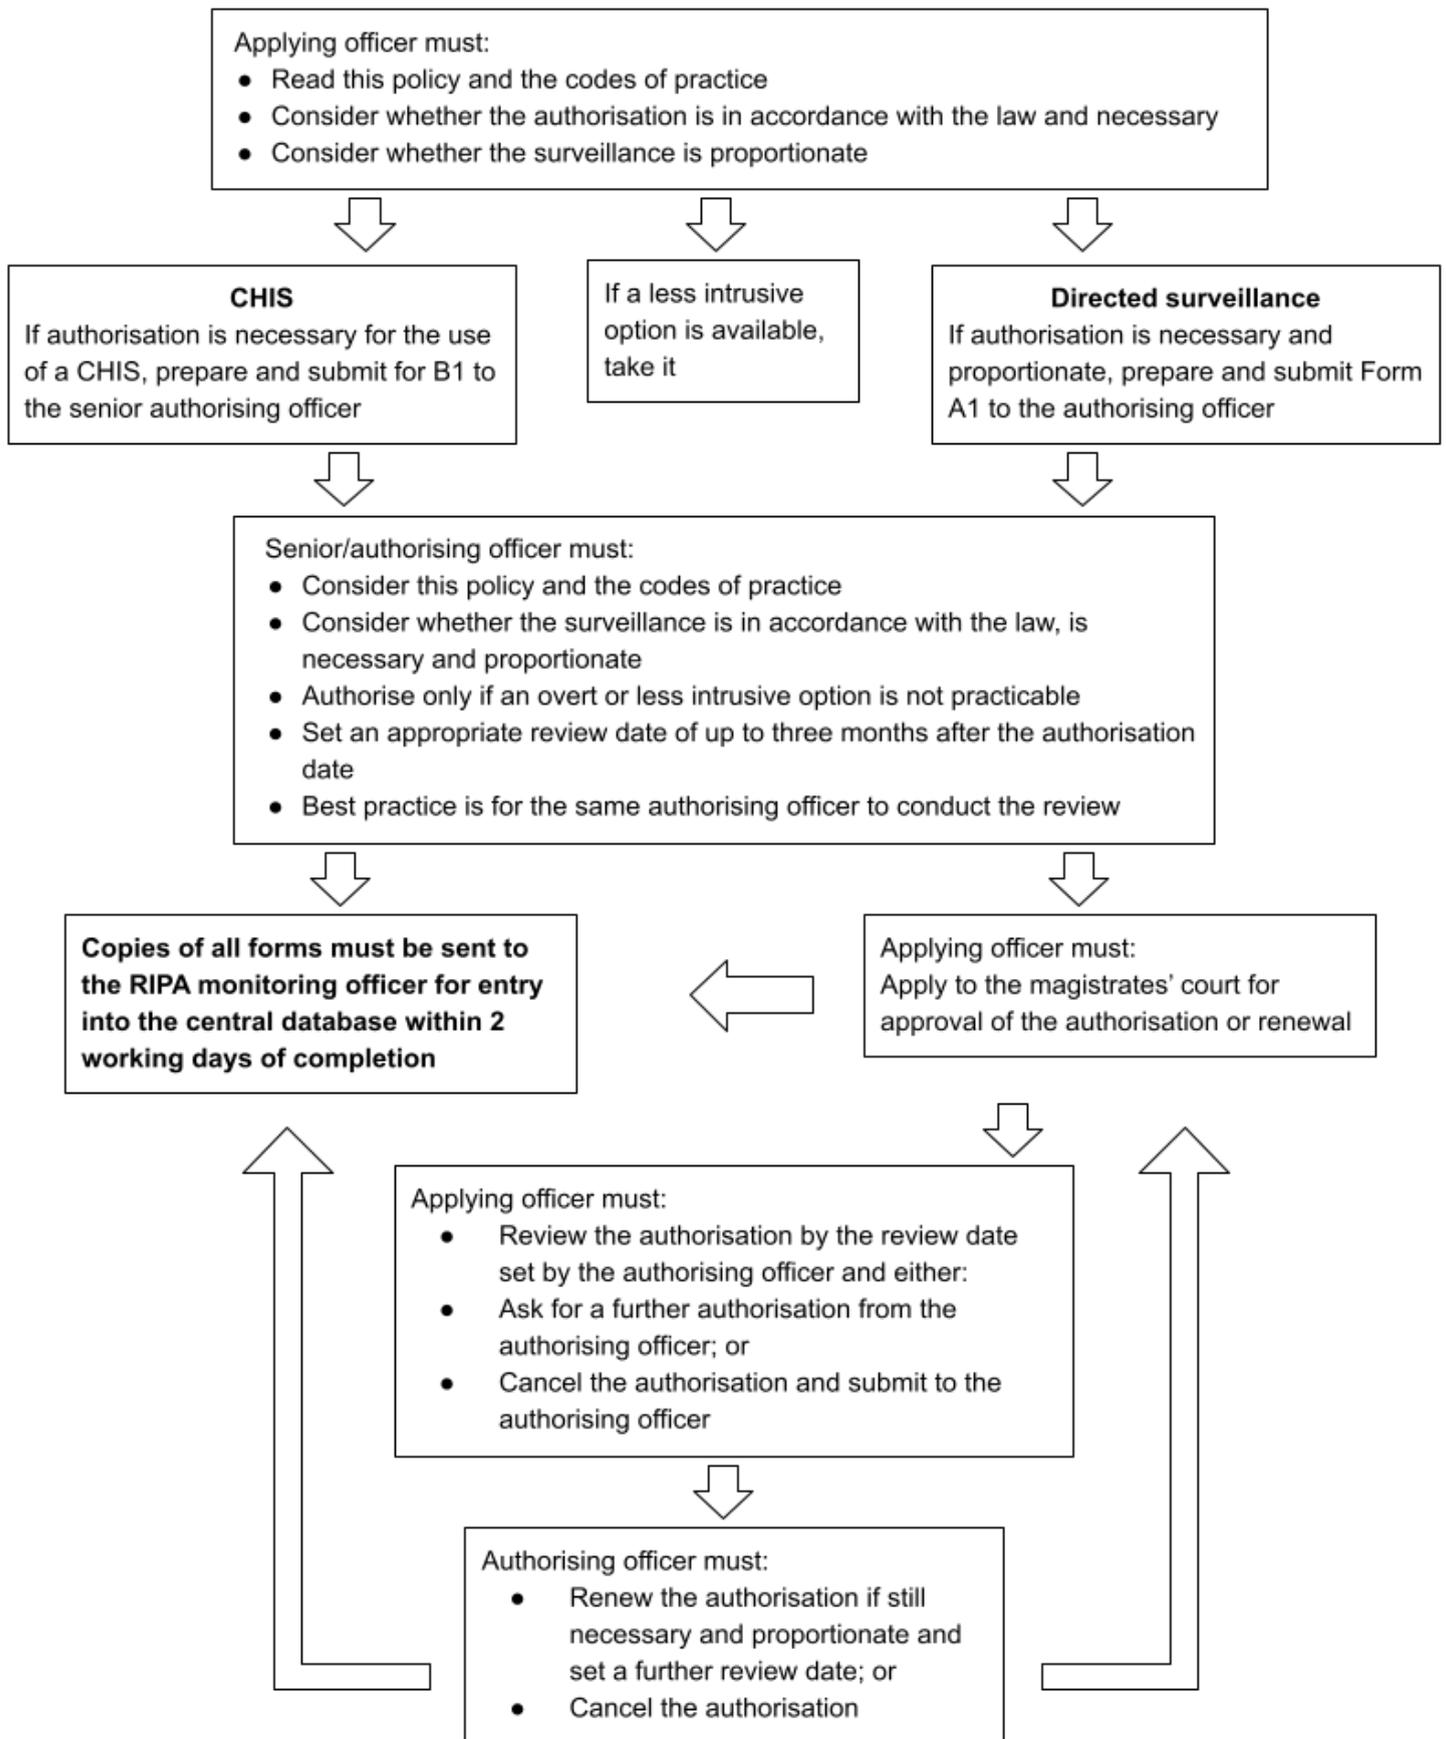 Applying officer must:
● Read this policy and the codes of practice
● Consider whether the authorisation is in accordance with the law and necessary
● Consider whether the surveillance is proportionate
CHIS
If authorisation is necessary for the use
of a CHIS, prepare and submit for B1 to
the senior authorising officer
If a less intrusive
option is available,
take it
Directed surveillance
If authorisation is necessary and
proportionate, prepare and submit Form
A1 to the authorising officer
Senior/authorising officer must:
● Consider this policy and the codes of practice
● Consider whether the surveillance is in accordance with the law, is
necessary and proportionate
● Authorise only if an overt or less intrusive option is not practicable
● Set an appropriate review date of up to three months after the authorisation
date
● Best practice is for the same authorising officer to conduct the review
Copies of all forms must be sent to
the RIPA monitoring officer for entry
into the central database within 2
working days of completion
Applying officer must:
Apply to the magistrates’ court for
approval of the authorisation or renewal
Applying officer must:
● Review the authorisation by the review date
set by the authorising officer and either:
● Ask for a further authorisation from the
authorising officer; or
● Cancel the authorisation and submit to the
authorising officer
Authorising officer must:
● Renew the authorisation if still
necessary and proportionate and
set a further review date; or
● Cancel the authorisation